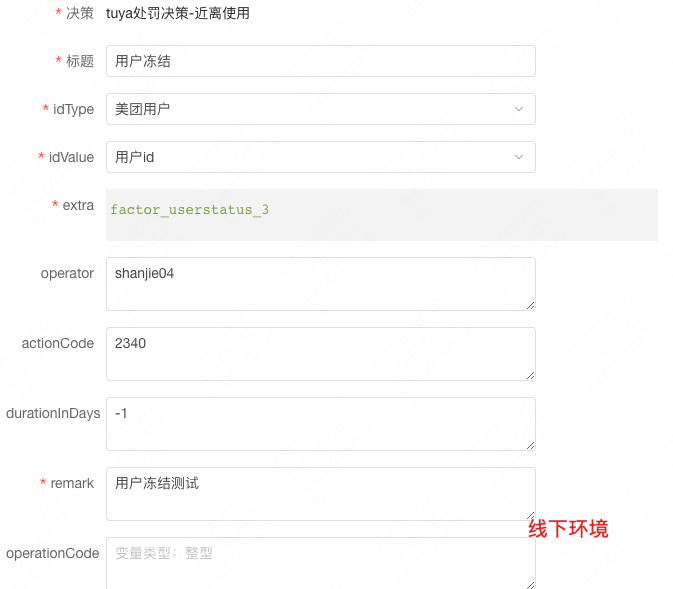 * 决策 tuya处罚决策-近离使用
* 标题 用户冻结
* idType 美团用户
* idValue 用户id
* extra factor_userstatus_3
operator shanjie04
actionCode 2340
durationInDays -1
* remark 用户冻结测试
线下环境
operationCode 变量类型：整型